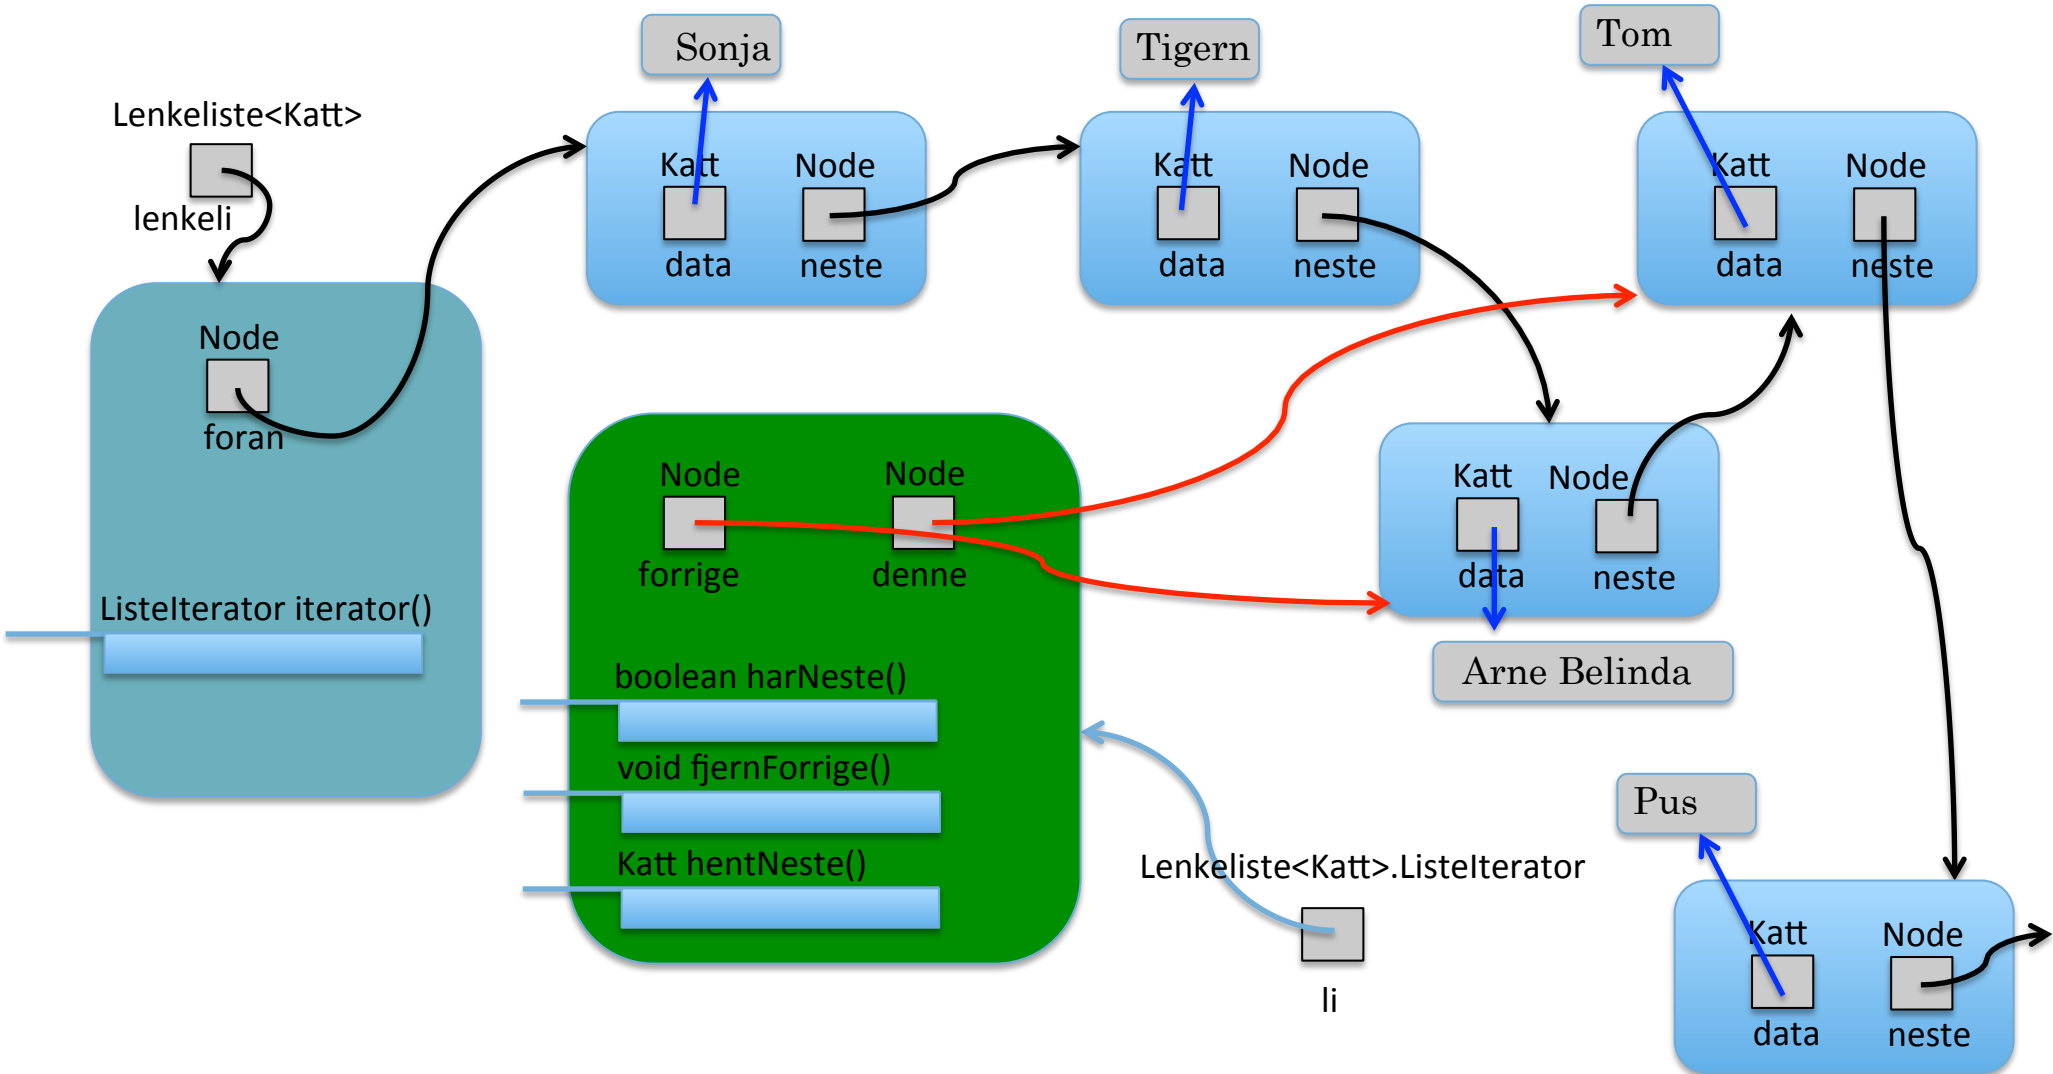 Sonja
Tigern
Tom
Lenkeliste<Katt>
lenkeli
Katt Node
data neste
Katt Node
data neste
Katt Node
data neste
Node
foran
ListeIterator iterator()
Node Node
forrige denne
boolean harNeste()
void fjernForrige()
Katt hentNeste()
Katt Node
data neste
Arne Belinda
Lenkeliste<Katt>.ListeIterator
li
Pus
Katt Node
data neste